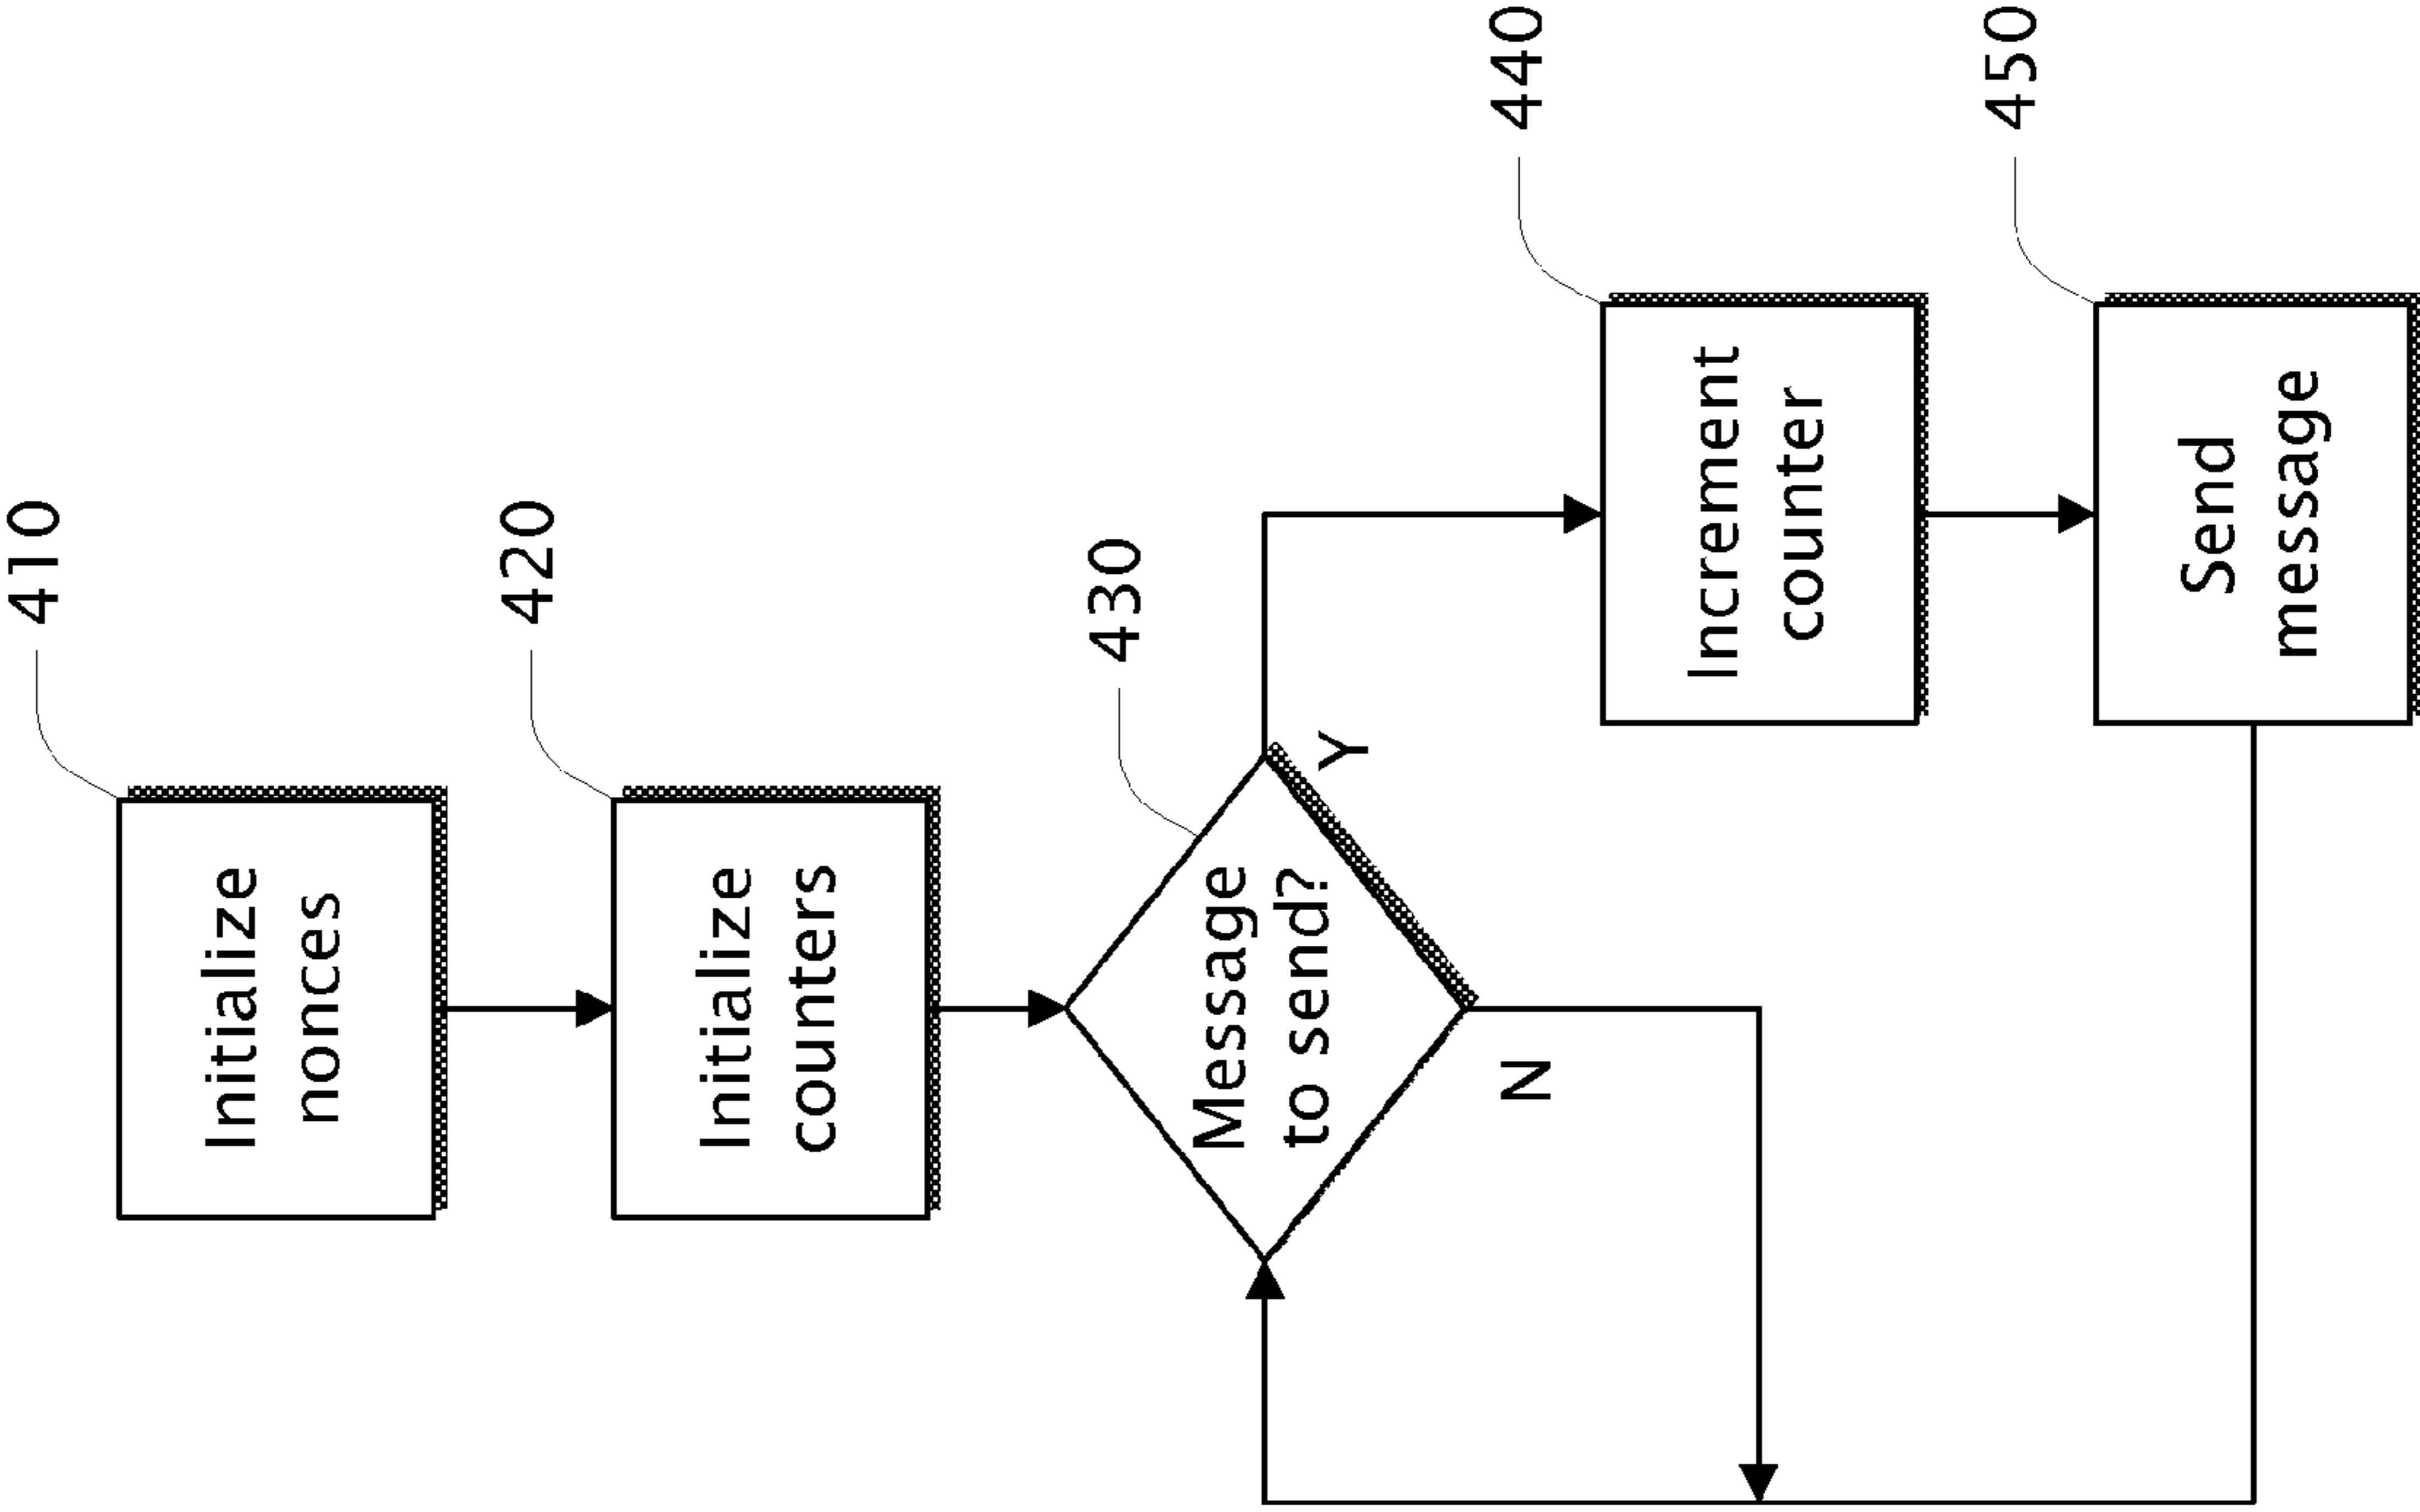 410
Initialize
nonces
420
Initialize
counters
430
Message
to send?
Y
N
440
Increment
counter
450
Send
message